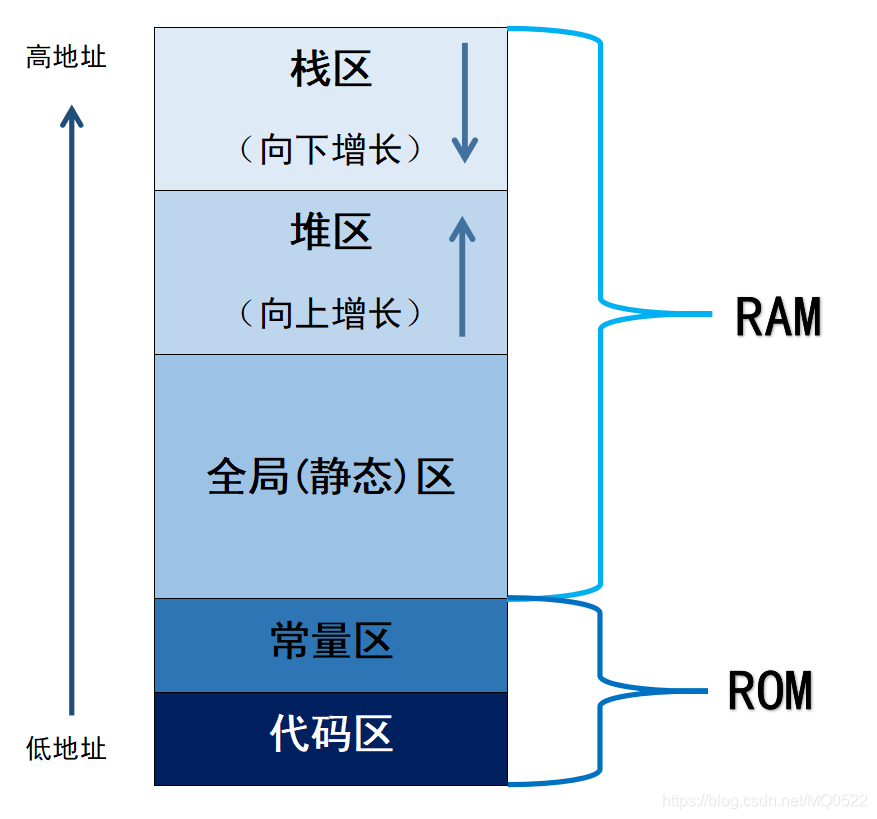 高地址
栈区
（向下增长）
堆区
（向上增长）
RAM
全局(静态)区
常量区
ROM
代码区
低地址
https://blog.csdn.net/MQ0522